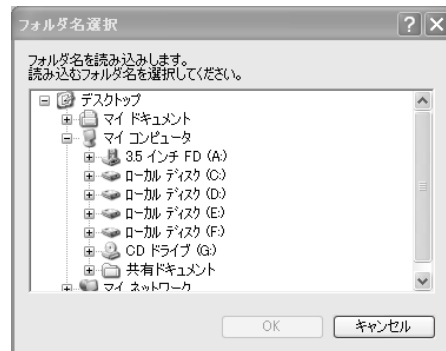 フォルダ名選択
フォルダ名を読み込みします。
読み込むフォルダ名を選択してください。
デスクトップ
マイ ドキュメント
マイ コンピュータ
3.5 インチ FD (A:)
ローカル ディスク (C:)
ローカル ディスク (D:)
ローカル ディスク (E:)
ローカル ディスク (F:)
CD ドライブ (G:)
共有ドキュメント
マイ ネットワーク
OK キャンセル